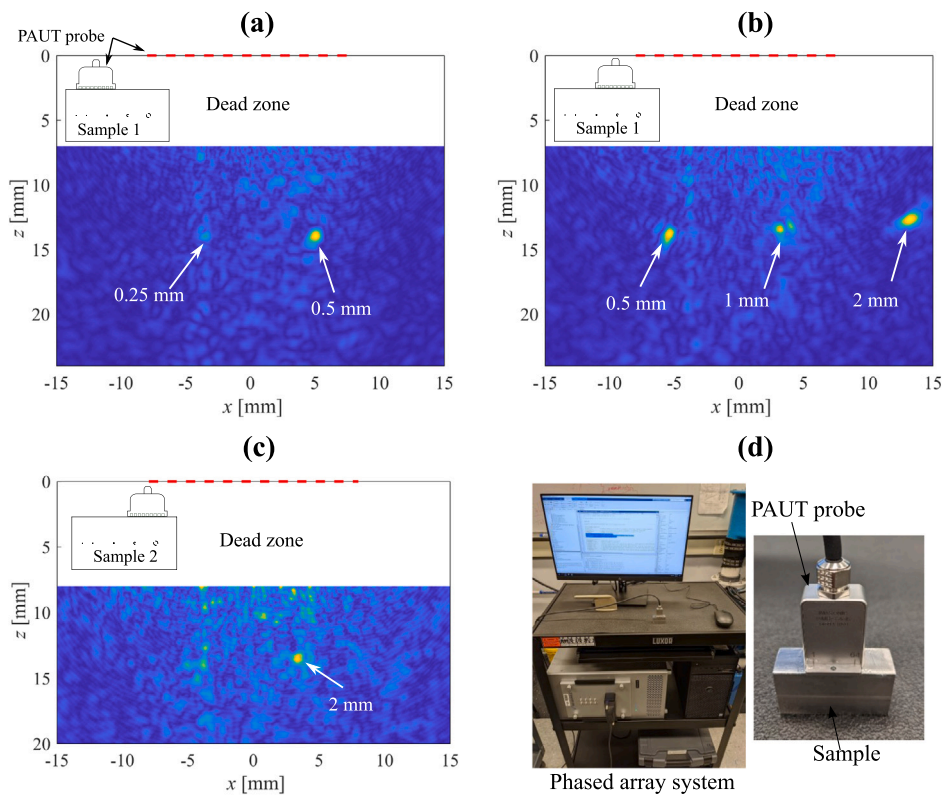 (a)
PAUT probe
0
5
10
15
20
z [mm]
Dead zone
Sample 1
0.25 mm
0.5 mm
-15
-10
-5
0
5
10
15
x [mm]
(b)
0
5
10
15
20
z [mm]
Dead zone
Sample 1
0.5 mm
1 mm
2 mm
-15
-10
-5
0
5
10
15
x [mm]
(c)
0
5
10
15
20
z [mm]
Dead zone
Sample 2
2 mm
-15
-10
-5
0
5
10
15
x [mm]
(d)
PAUT probe
LUXOR
Sample
Phased array system